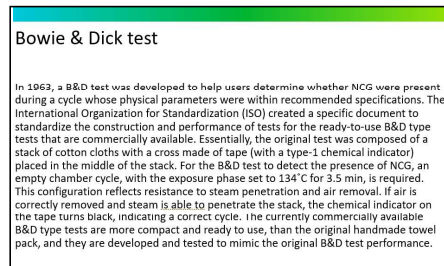 Bowie & Dick test
In 1963, a B&D test was developed to help users determine whether NCG were present
during a cycle whose physical parameters were within recommended specifications. The
International Organization for Standardization (ISO) created a specific document to
standardize the construction and performance of tests for the ready-to-use B&D type
tests that are commercially available. Essentially, the original test was composed of a
stack of cotton cloths with a cross made of tape (with a type-1 chemical indicator)
placed in the middle of the stack. For the B&D test to detect the presence of NCG, an
empty chamber cycle, with the exposure phase set to 134˚C for 3.5 min, is required.
This configuration reflects resistance to steam penetration and air removal. If air is
correctly removed and steam is able to penetrate the stack, the chemical indicator on
the tape turns black, indicating a correct cycle. The currently commercially available
B&D type tests are more compact and ready to use, than the original handmade towel
pack, and they are developed and tested to mimic the original B&D test performance.